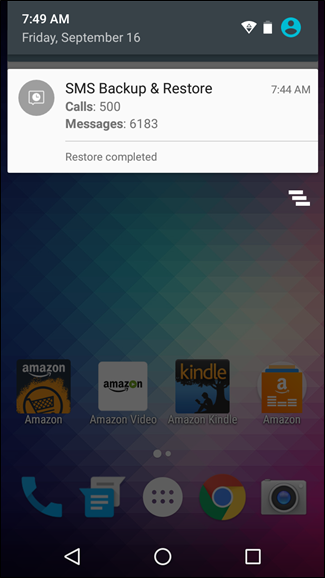 7:49 AM
Friday, September 16
SMS Backup & Restore 7:44 AM
Calls: 500
Messages: 6183
Restore completed
amazon amazon kindle a
Amazon Amazon Video Amazon Kindle Amazon